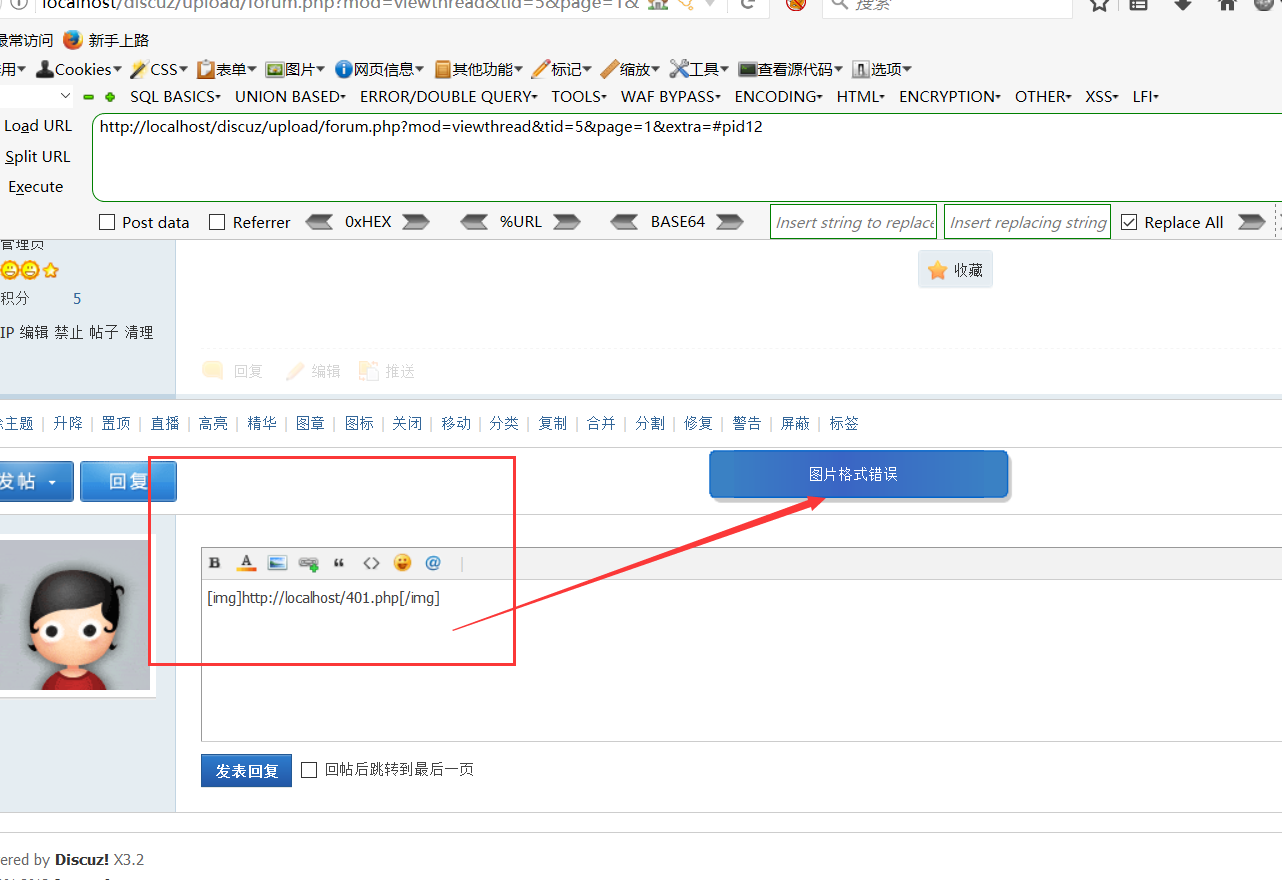 localhost/discuz/upload/forum.php?mod=viewthread&tid=5&page=1& 搜索
最常访问 新手上路
用 Cookies CSS 表单 图片 网页信息 其他功能 标记 缩放 工具 查看源代码 选项
SQL BASICS UNION BASED ERROR/DOUBLE QUERY TOOLS WAF BYPASS ENCODING HTML ENCRYPTION OTHER XSS LFI
Load URL http://localhost/discuz/upload/forum.php?mod=viewthread&tid=5&page=1&extra=#pid12
Split URL
Execute
Post data Referrer 0xHEX %URL BASE64 Insert string to replace Insert replacing string Replace All
管理员
收藏
积分 5
IP 编辑 禁止 帖子 清理
回复 编辑 推送
主题 | 升降 | 置顶 | 直播 | 高亮 | 精华 | 图章 | 图标 | 关闭 | 移动 | 分类 | 复制 | 合并 | 分割 | 修复 | 警告 | 屏蔽 | 标签
发帖 回复 图片格式错误
B A “ <> @
[img]http://localhost/401.php[/img]
发表回复 回帖后跳转到最后一页
ered by Discuz! X3.2